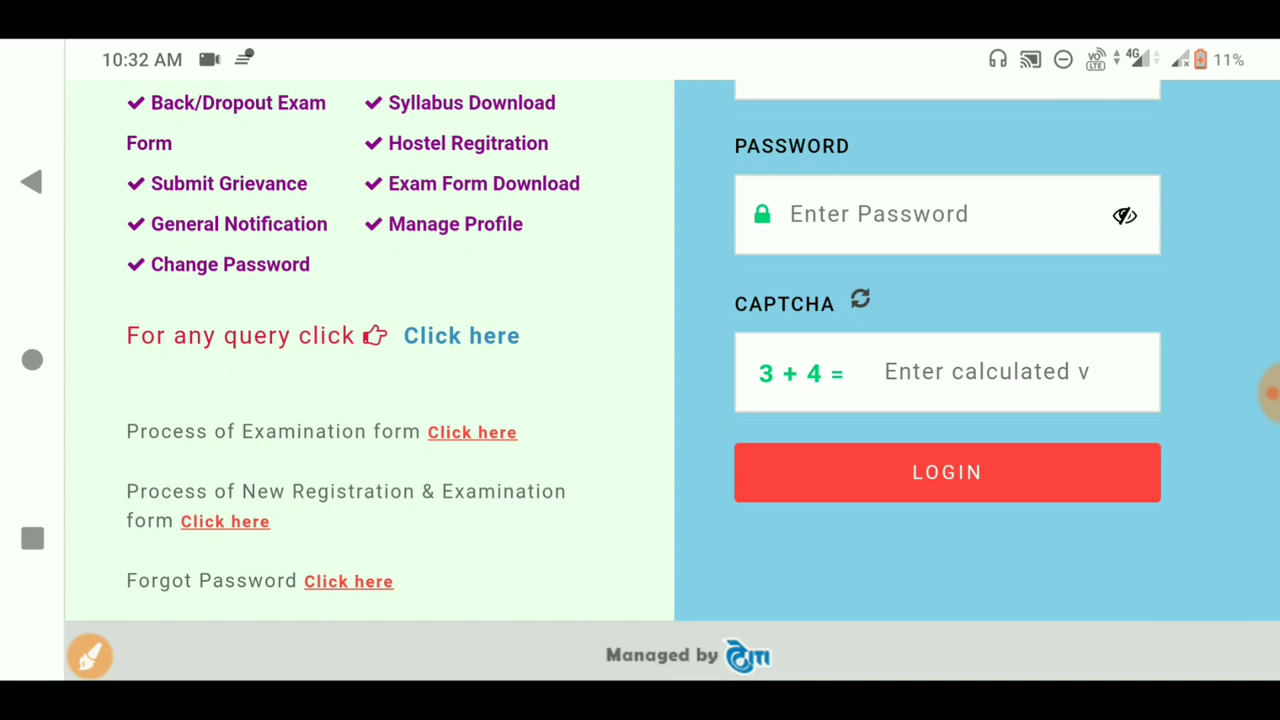 10:32 AM
VO
LTE
4G
11%
Back/Dropout Exam
Form
Submit Grievance
General Notification
Change Password
Syllabus Download
Hostel Regitration
Exam Form Download
Manage Profile
For any query click Click here
Process of Examination form Click here
Process of New Registration & Examination
form Click here
Forgot Password Click here
PASSWORD
Enter Password
CAPTCHA
3 + 4 = Enter calculated v
LOGIN
Managed by